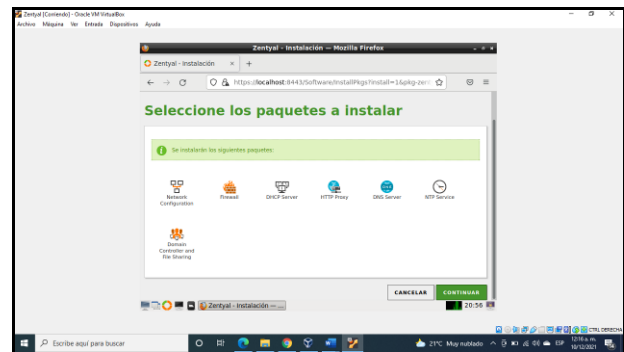 Zentyal [Corriendo] - Oracle VM VirtualBox
Archivo Máquina Ver Entrada Dispositivos Ayuda
Zentyal - Instalación — Mozilla Firefox
Zentyal - Instalación
https://localhost:8443/Software/InstallPkgs?install=1&pkg-zen
Seleccione los paquetes a instalar
Se instalarán los siguientes paquetes:
Network Configuration
Firewall
DHCP Server
HTTP Proxy
DNS Server
NTP Service
Domain Controller and File Sharing
CANCELAR CONTINUAR
Zentyal - Instalación — ...
20:56
CTRL DERECHA
Escribe aquí para buscar
21°C Muy nublado
ESP
12:16 a. m.
10/12/2021